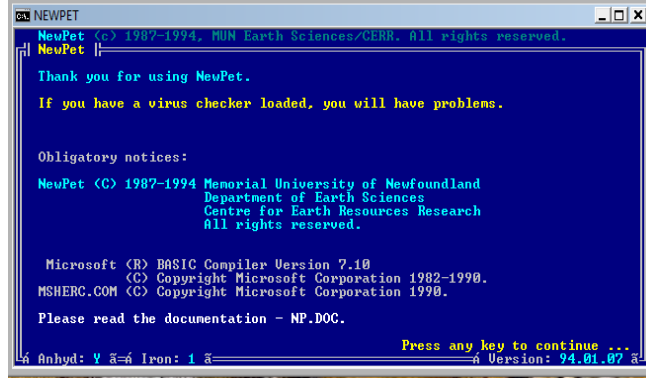 NEWPET
NewPet (c) 1987-1994, MUN Earth Sciences/CERR. All rights reserved.
NewPet
Thank you for using NewPet.
If you have a virus checker loaded, you will have problems.
Obligatory notices:
NewPet (C) 1987-1994 Memorial University of Newfoundland
Department of Earth Sciences
Centre for Earth Resources Research
All rights reserved.
Microsoft (R) BASIC Compiler Version 7.10
(C) Copyright Microsoft Corporation 1982-1990.
MSHERC.COM (C) Copyright Microsoft Corporation 1990.
Please read the documentation - NP.DOC.
Press any key to continue ...
á Anhyd: Y ã=á Iron: 1 ã á Version: 94.01.07 ã